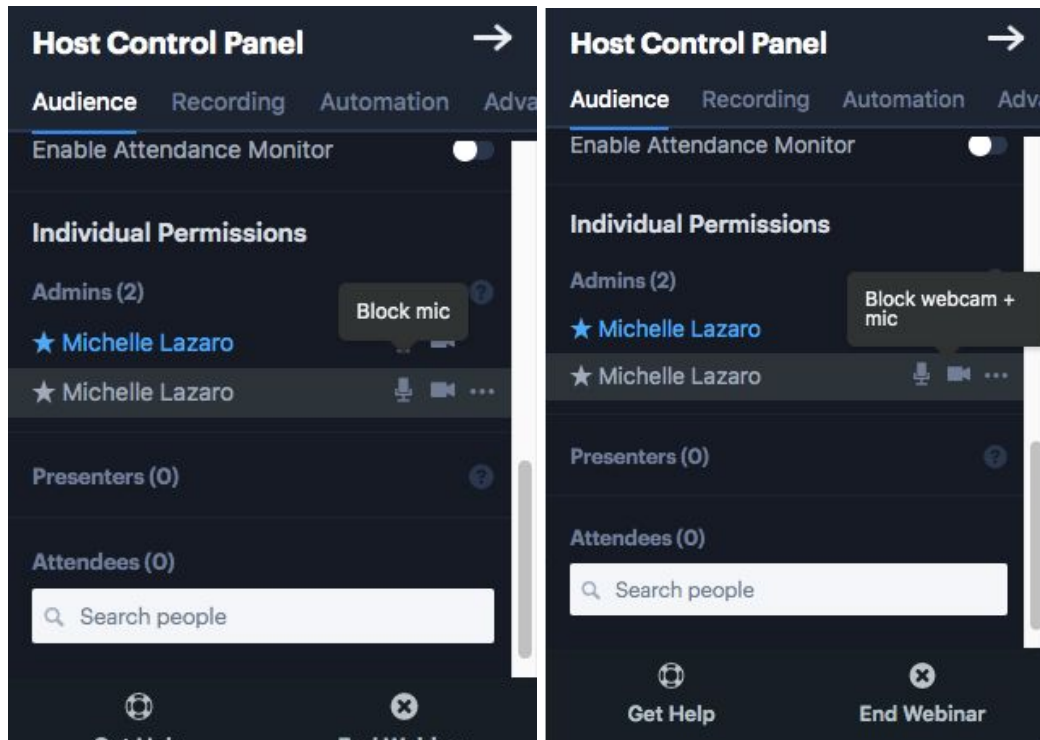 Host Control Panel
Audience Recording Automation Adva
Enable Attendance Monitor
Individual Permissions
Admins (2)
Block mic
Michelle Lazaro
Michelle Lazaro
Presenters (0)
Attendees (0)
Search people
Host Control Panel
Audience Recording Automation Adv
Enable Attendance Monitor
Individual Permissions
Admins (2)
Block webcam +
mic
Michelle Lazaro
Michelle Lazaro
Presenters (0)
Attendees (0)
Search people
Get Help End Webinar